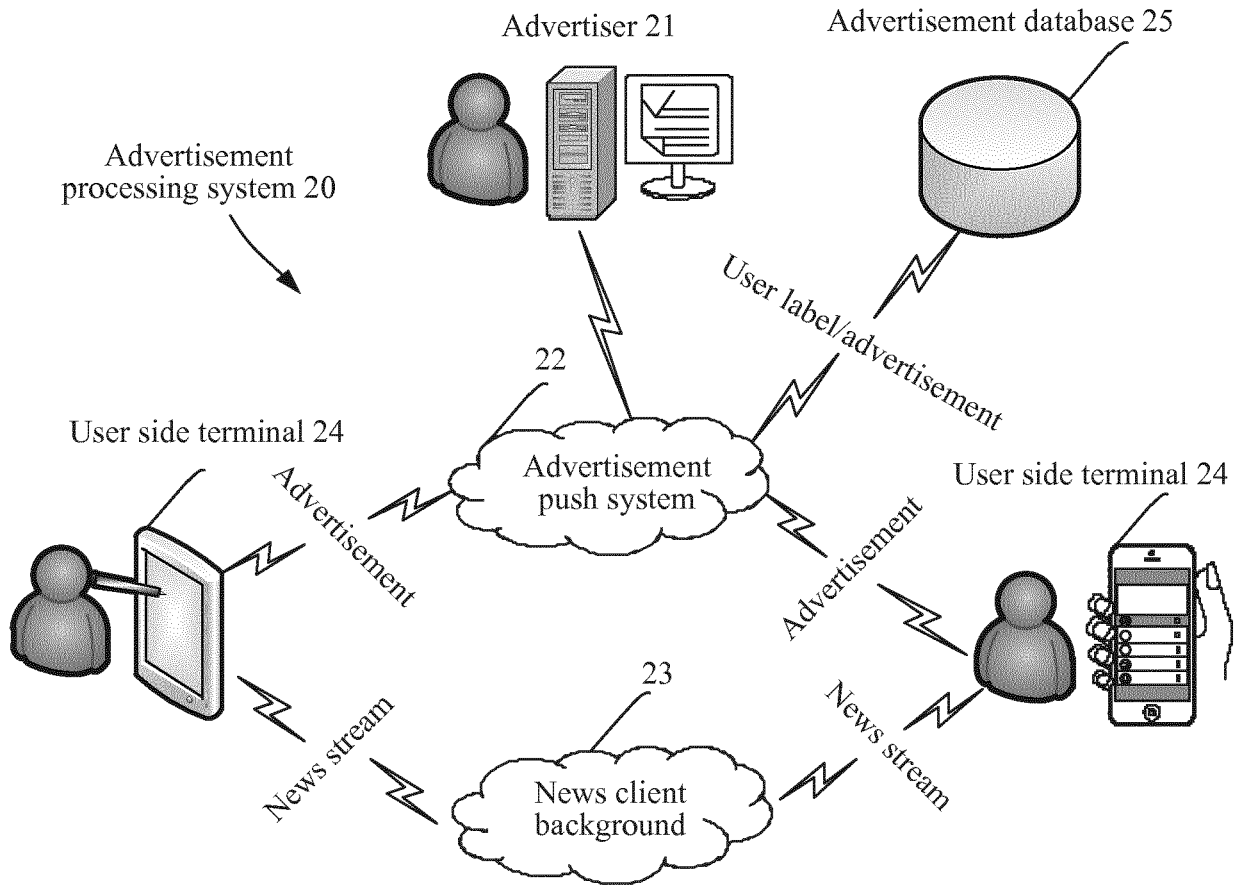 Advertiser 21
Advertisement database 25
Advertisement
processing system 20
User label/advertisement
22
User side terminal 24
Advertisement
Advertisement
push system
User side terminal 24
Advertisement
23
News stream
News stream
News client
background